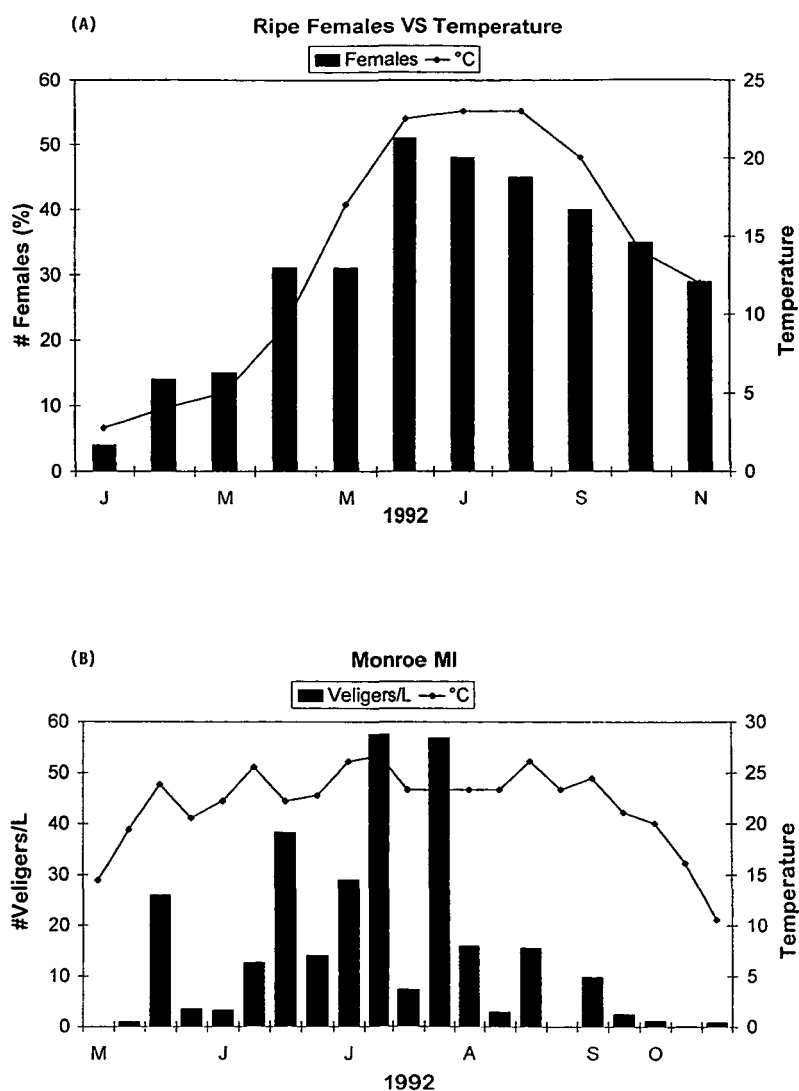 (A)
Ripe Females VS Temperature
Females °C
60
50
40
30
20
10
0
# Females (%)
25
20
15
10
5
0
Temperature
J M M J S N
1992
(B)
Monroe MI
Veligers/L °C
60
50
40
30
20
10
0
#Veligers/L
30
25
20
15
10
5
0
Temperature
M J J A S O
1992